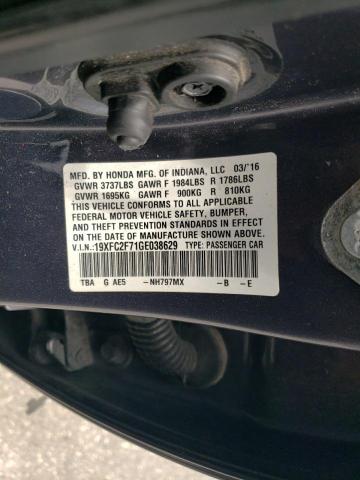 MFD. BY HONDA MFG. OF INDIANA, LLC 03/'16
GVWR 3737LBS GAWR F 1984LBS R 1786LBS
GVWR 1695KG GAWR F 900KG R 810KG
THIS VEHICLE CONFORMS TO ALL APPLICABLE
FEDERAL MOTOR VEHICLE SAFETY, BUMPER,
AND THEFT PREVENTION STANDARDS IN
EFFECT ON THE DATE OF MANUFACTURE SHOWN
ABOVE.
V.I.N.:19XFC2F71GE038629 TYPE: PASSENGER CAR
TBA G AE5 -NH797MX -B -E